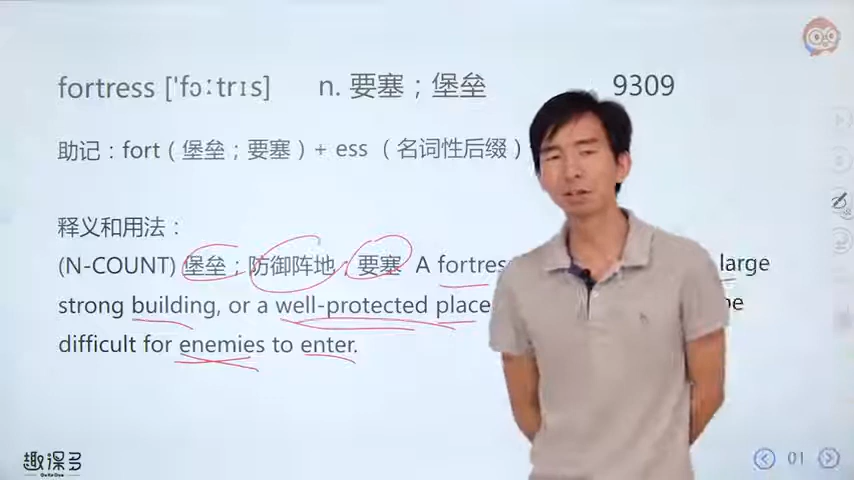 fortress ['fɔːtrɪs] n. 要塞；堡垒 9309
助记：fort（堡垒；要塞）+ ess （名词性后缀）
释义和用法：
(N-COUNT) 堡垒；防御阵地；要塞 A fortres large
strong building, or a well-protected place
difficult for enemies to enter.
趣课多
01